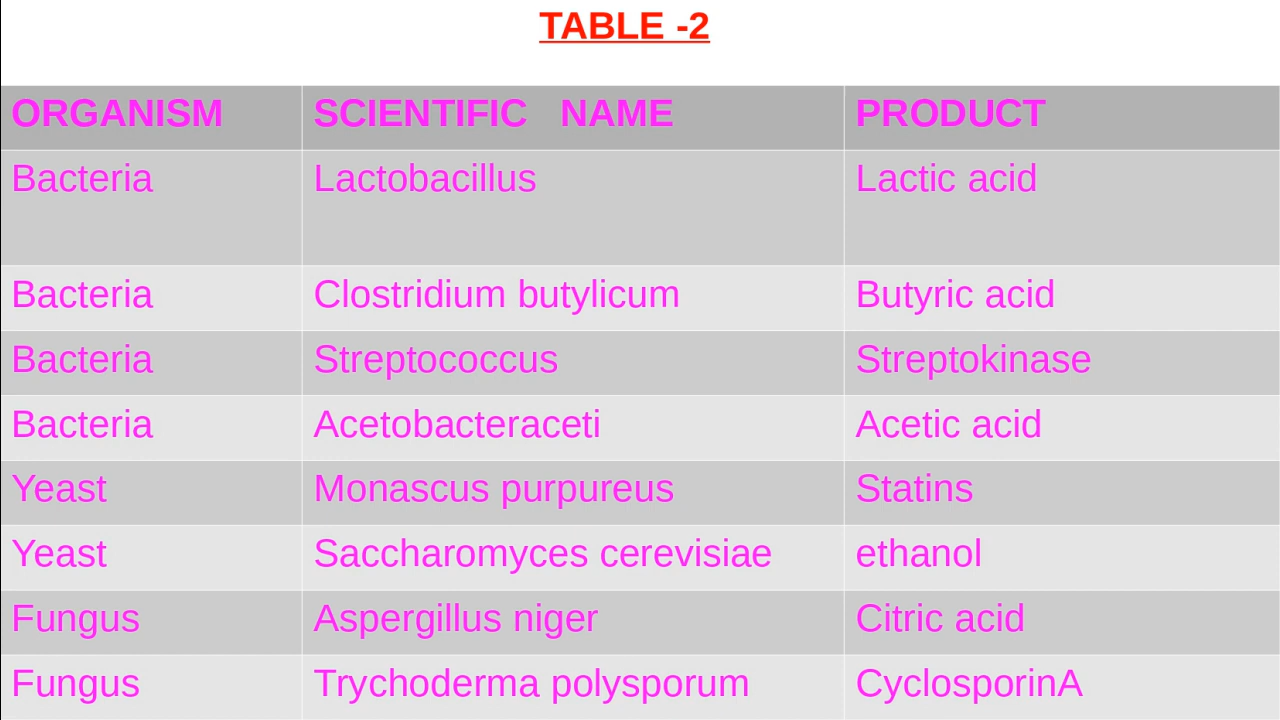 TABLE -2
ORGANISM SCIENTIFIC NAME PRODUCT
Bacteria Lactobacillus Lactic acid
Bacteria Clostridium butylicum Butyric acid
Bacteria Streptococcus Streptokinase
Bacteria Acetobacteraceti Acetic acid
Yeast Monascus purpureus Statins
Yeast Saccharomyces cerevisiae ethanol
Fungus Aspergillus niger Citric acid
Fungus Trychoderma polysporum CyclosporinA